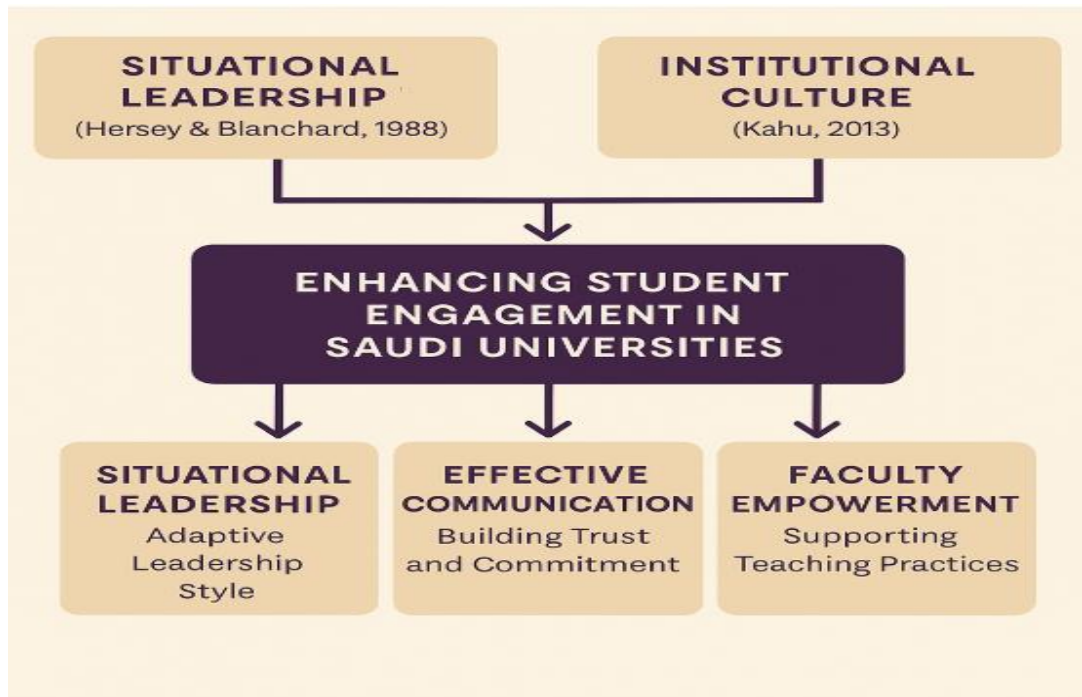 SITUATIONAL
LEADERSHIP
(Hersey & Blanchard, 1988)
INSTITUTIONAL
CULTURE
(Kahu, 2013)
ENHANCING STUDENT
ENGAGEMENT IN
SAUDI UNIVERSITIES
SITUATIONAL
LEADERSHIP
Adaptive
Leadership
Style
EFFECTIVE
COMMUNICATION
Building Trust
and Commitment
FACULTY
EMPOWERMENT
Supporting
Teaching Practices